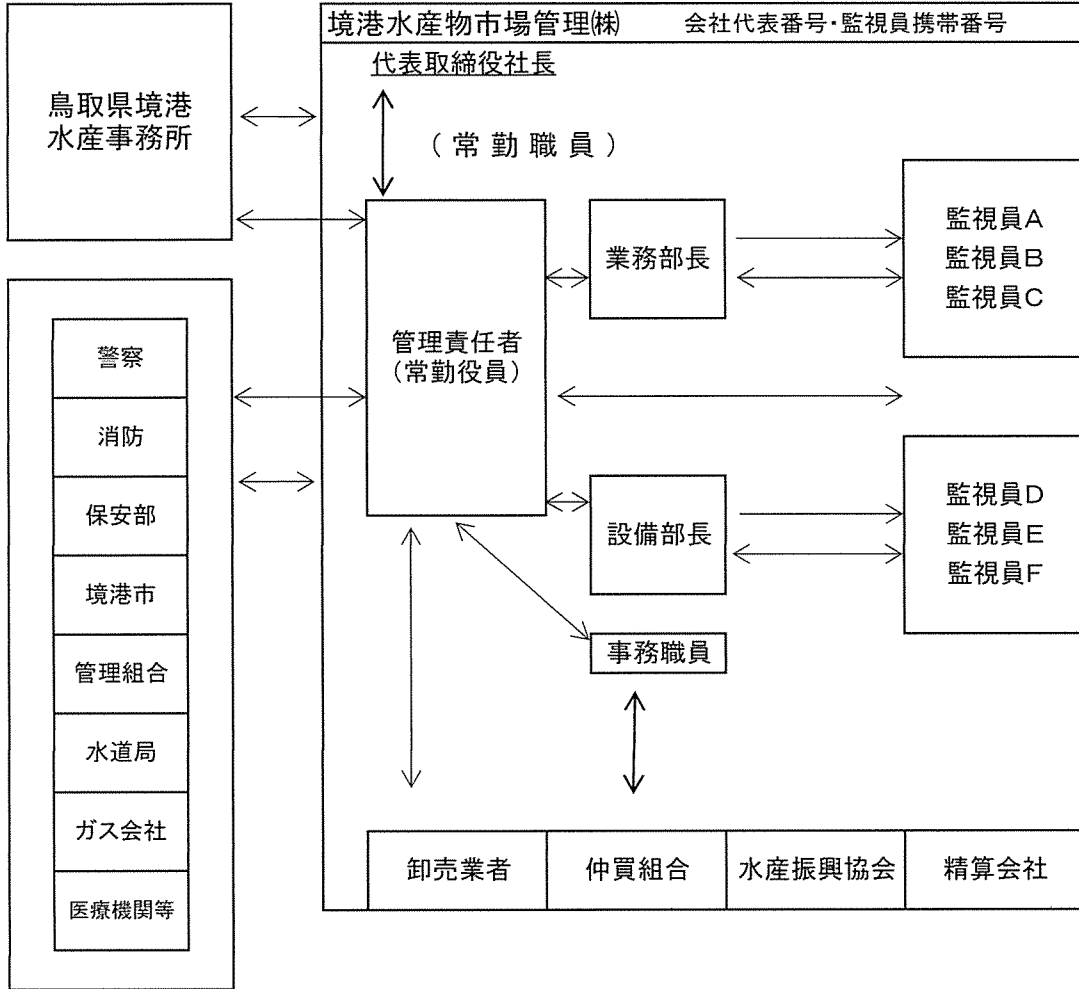 境港水産物市場管理㈱
会社代表番号・監視員携帯番号
代表取締役社長
鳥取県境港
水産事務所
（常勤職員）
監視員A
監視員B
監視員C
業務部長
管理責任者
（常勤役員）
警察
消防
保安部
境港市
管理組合
水道局
ガス会社
医療機関等
設備部長
監視員D
監視員E
監視員F
事務職員
卸売業者
仲買組合
水産振興協会
精算会社